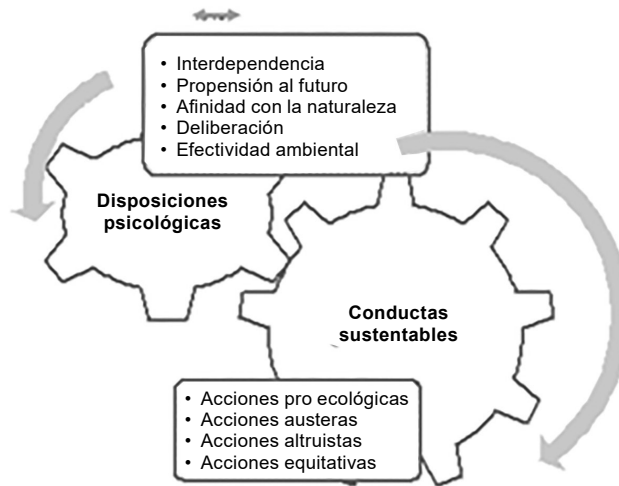 • Interdependencia
• Propensión al futuro
• Afinidad con la naturaleza
• Deliberación
• Efectividad ambiental
Disposiciones
psicológicas
Conductas
sustentables
• Acciones pro ecológicas
• Acciones austeras
• Acciones altruistas
• Acciones equitativas